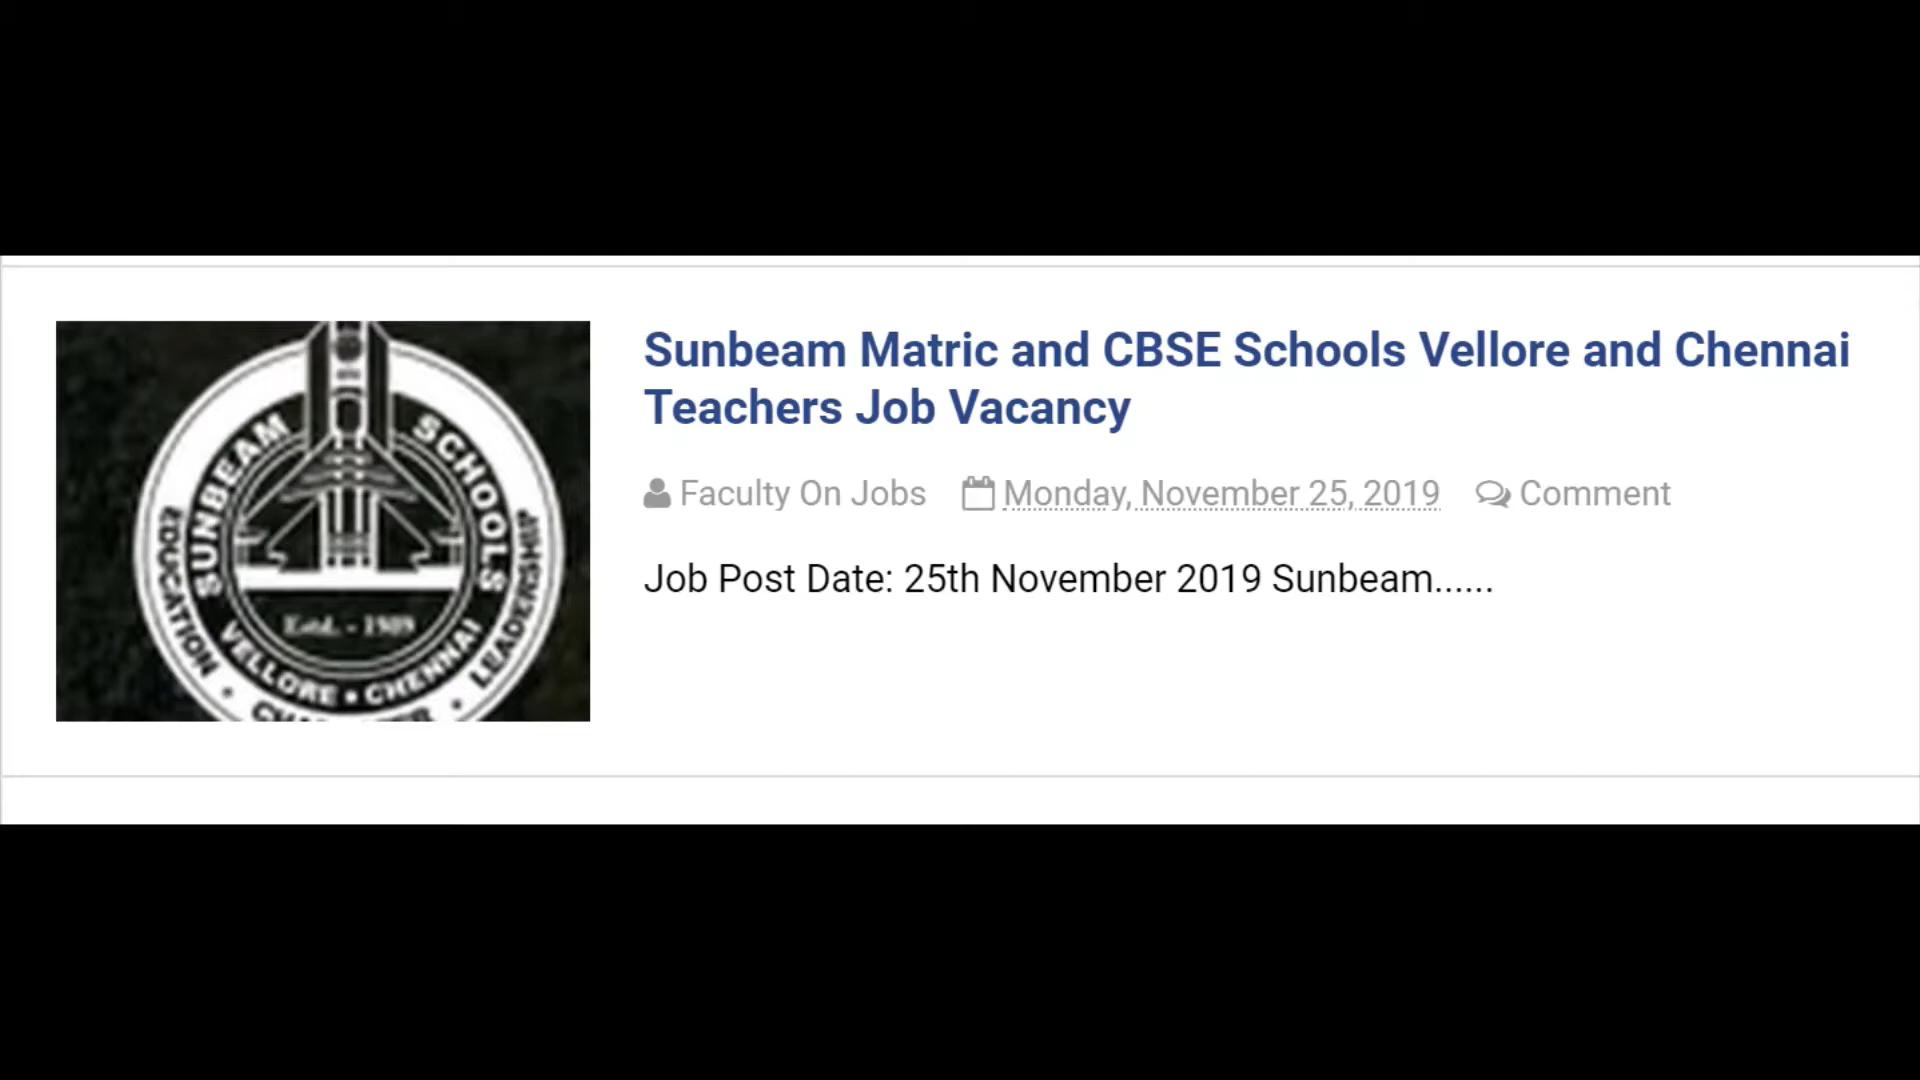 Sunbeam Matric and CBSE Schools Vellore and Chennai
Teachers Job Vacancy
Faculty On Jobs Monday, November 25, 2019 Comment
Job Post Date: 25th November 2019 Sunbeam......
SUNBEAM SCHOOLS
Estd. - 1989
VELLORE • CHENNAI
EDUCATION • • LEADERSHIP